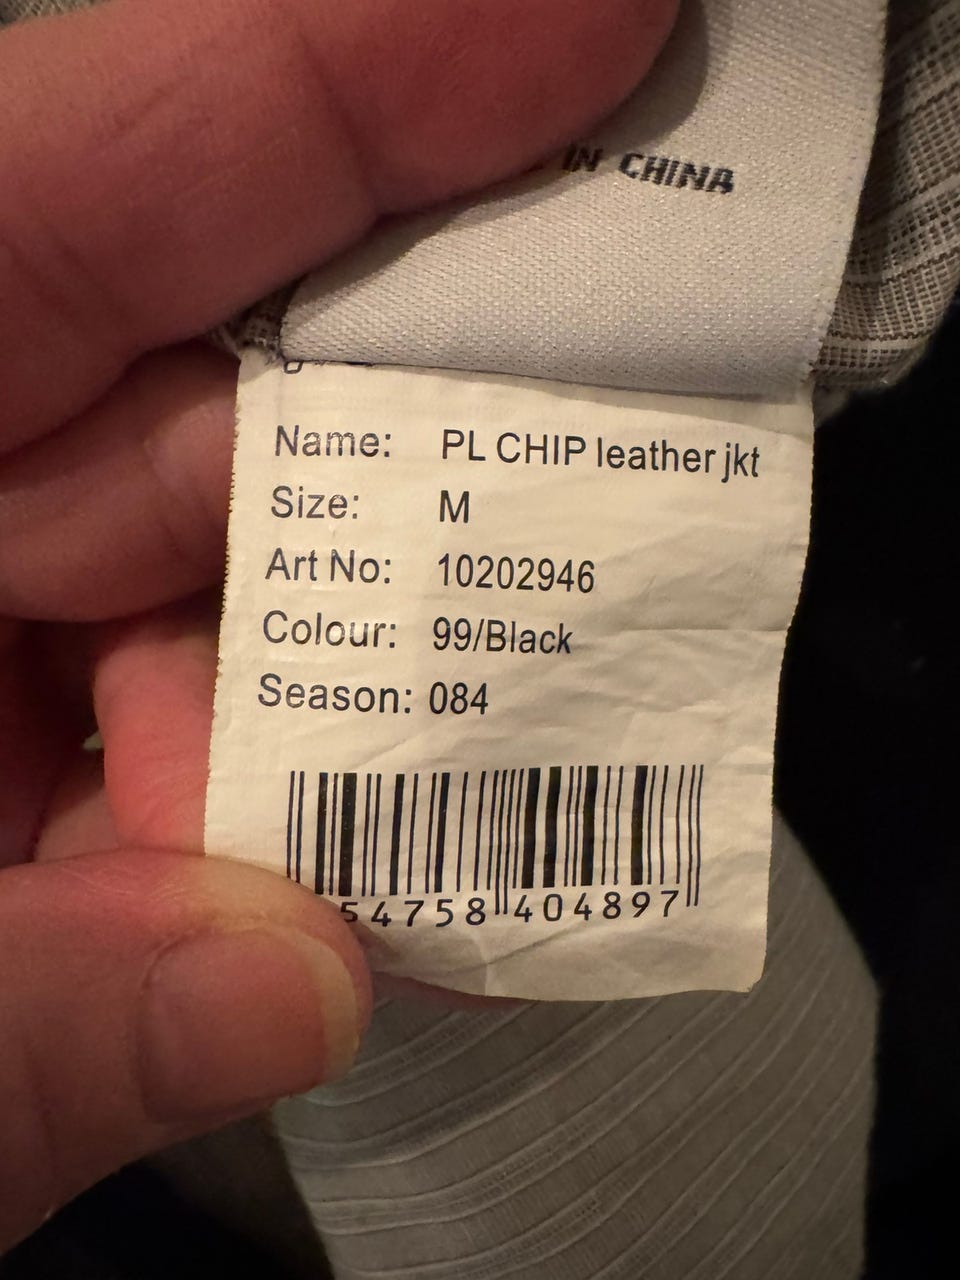 IN CHINA
Name: PL CHIP leather jkt
Size: M
Art No: 10202946
Colour: 99/Black
Season: 084
54758 404897